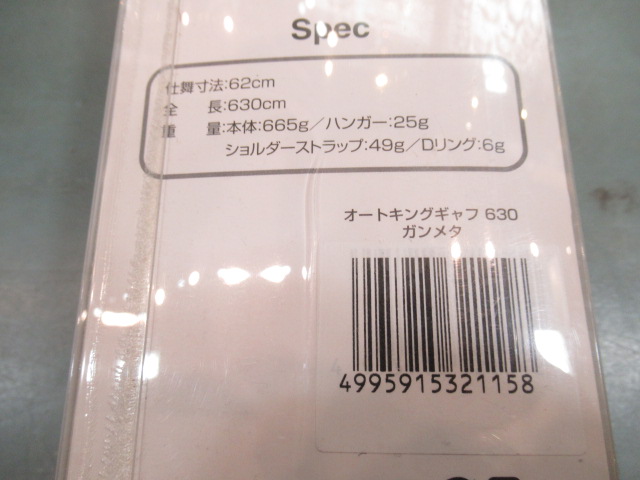 Spec
仕舞寸法:62cm
全　長:630cm
重　量:本体:665g／ハンガー:25g
ショルダーストラップ:49g／Dリング:6g
オートキングギャフ 630
ガンメタ
4995915321158